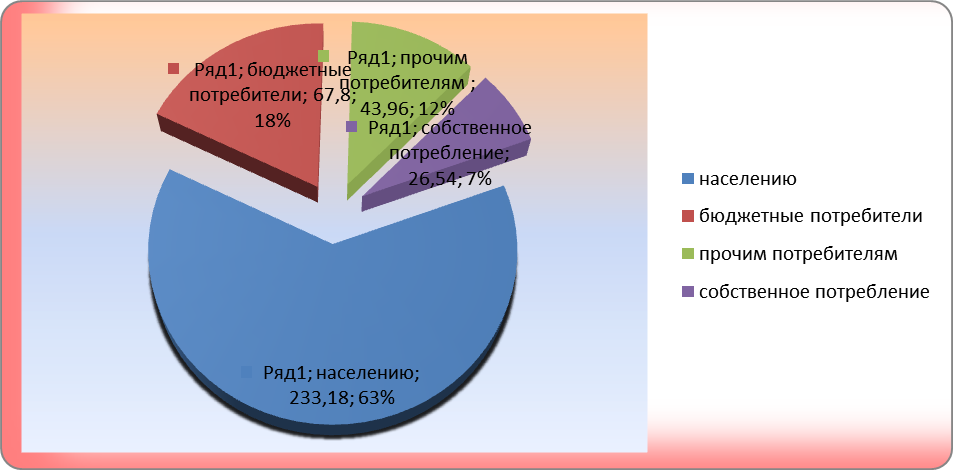 Ряд1; бюджетные
потребители; 67,8;
18%
Ряд1; прочим
потребителям ;
43,96; 12%
Ряд1; собственное
потребление;
26,54; 7%
Ряд1; населению;
233,18; 63%
населению
бюджетные потребители
прочим потребителям
собственное потребление